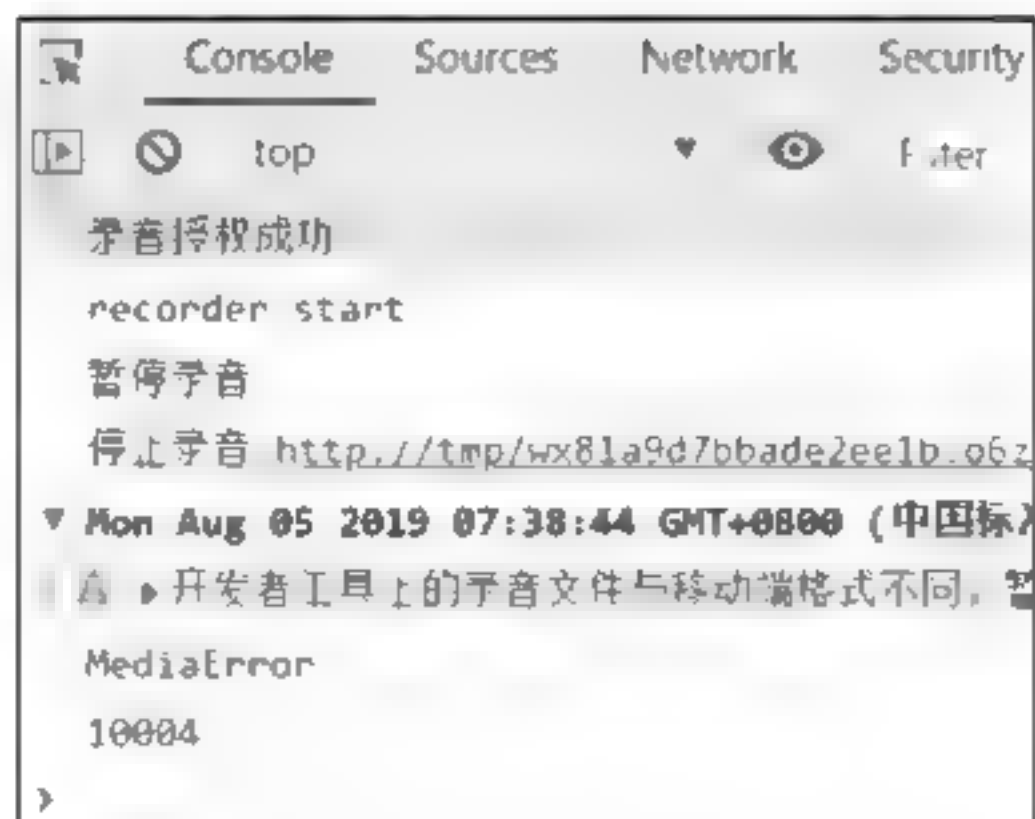 Console Sources Network Security
top Filter
录音授权成功
recorder start
暂停录音
停止录音 http://tmp/wx81a9d7bbade2ee1b.o6z
Mon Aug 05 2019 07:38:44 GMT+0800 (中国标
开发者工具上的录音文件与移动端格式不同,暂
MediaError
10004